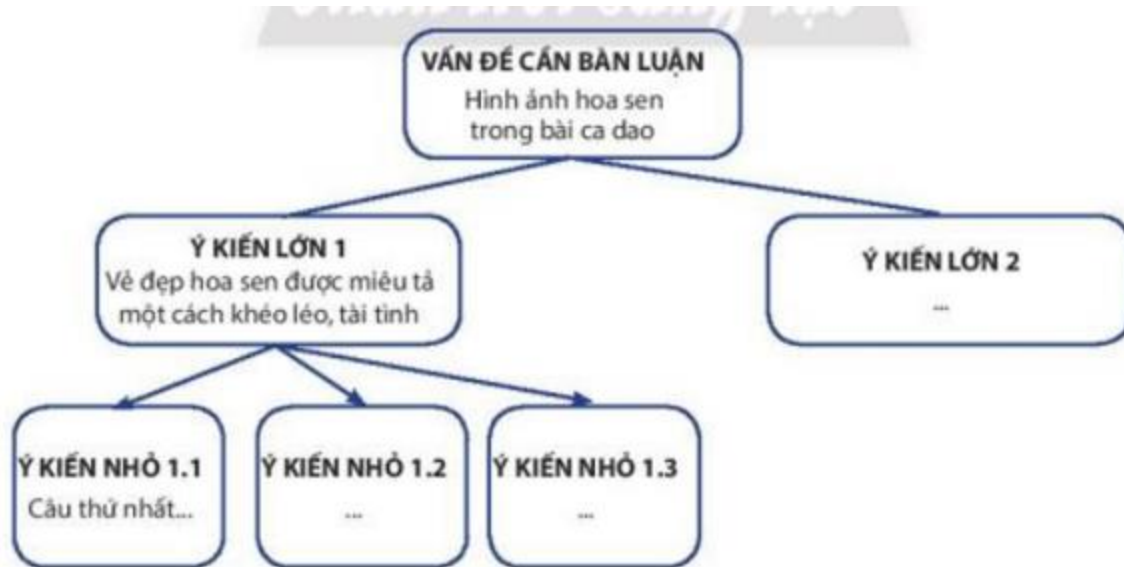 VẤN ĐỀ CẦN BÀN LUẬN
Hình ảnh hoa sen
trong bài ca dao
Ý KIẾN LỚN 1
Vẻ đẹp hoa sen được miêu tả
một cách khéo léo, tài tình
Ý KIẾN LỚN 2
...
Ý KIẾN NHỎ 1.1
Câu thứ nhất...
Ý KIẾN NHỎ 1.2
...
Ý KIẾN NHỎ 1.3
...